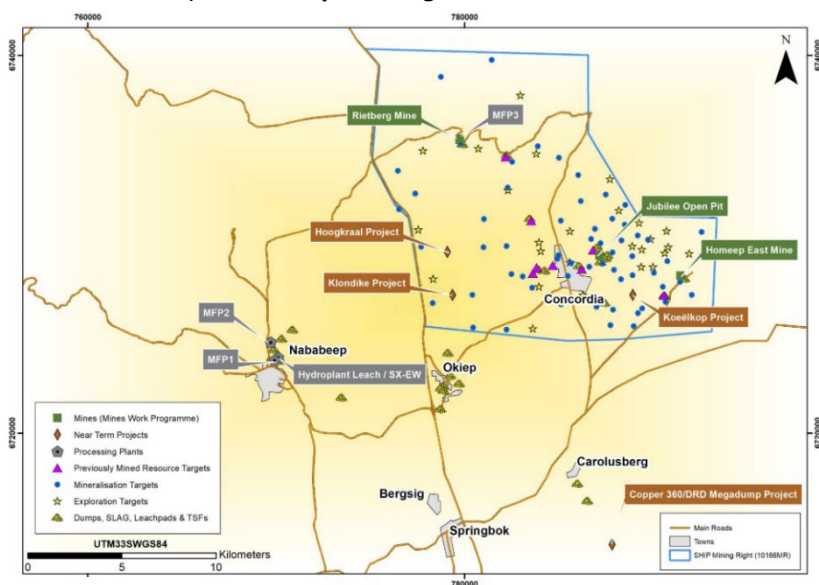 760000
780000
6740000
6740000
N
Rietberg Mine
MFP3
Jubilee Open Pit
Hoogkraal Project
Homeep East Mine
Klondike Project
Concordia
Koeëlkop Project
MFP2
Nababeep
MFP1
Hydroplant Leach / SX-EW
Okiep
Mines (Mines Work Programme)
Near Term Projects
Processing Plants
Previously Mined Resource Targets
Mineralisation Targets
Exploration Targets
Dumps, SLAG, Leachpads & TSFs
6720000
6720000
Carolusberg
Bergsig
Copper 360/DRD Megadump Project
Springbok
UTM33SWGS84
Kilometers
0
5
10
Main Roads
Towns
SHIP Mining Right (10166MR)
760000
780000